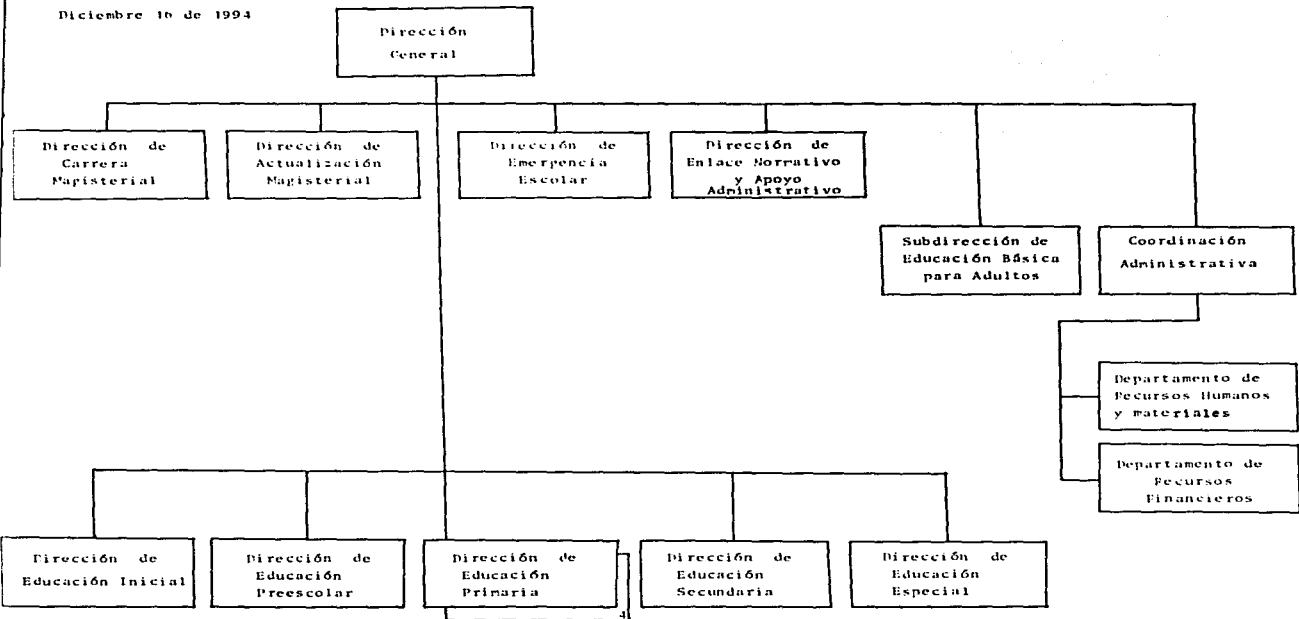 Diciembre 16 de 1994
Dirección
General
Dirección de
Carrera
Magisterial
Dirección de
Actualización
Magisterial
Dirección de
Emergencia
Escolar
Dirección de
Enlace Normativo
y Apoyo
Administrativo
Subdirección de
Educación Básica
para Adultos
Coordinación
Administrativa
Departamento de
Recursos Humanos
y materiales
Departamento de
Recursos
Financieros
Dirección de
Educación Inicial
Dirección de
Educación
Preescolar
Dirección de
Educación
Primaria
Dirección de
Educación
Secundaria
Dirección de
Educación
Especial
4